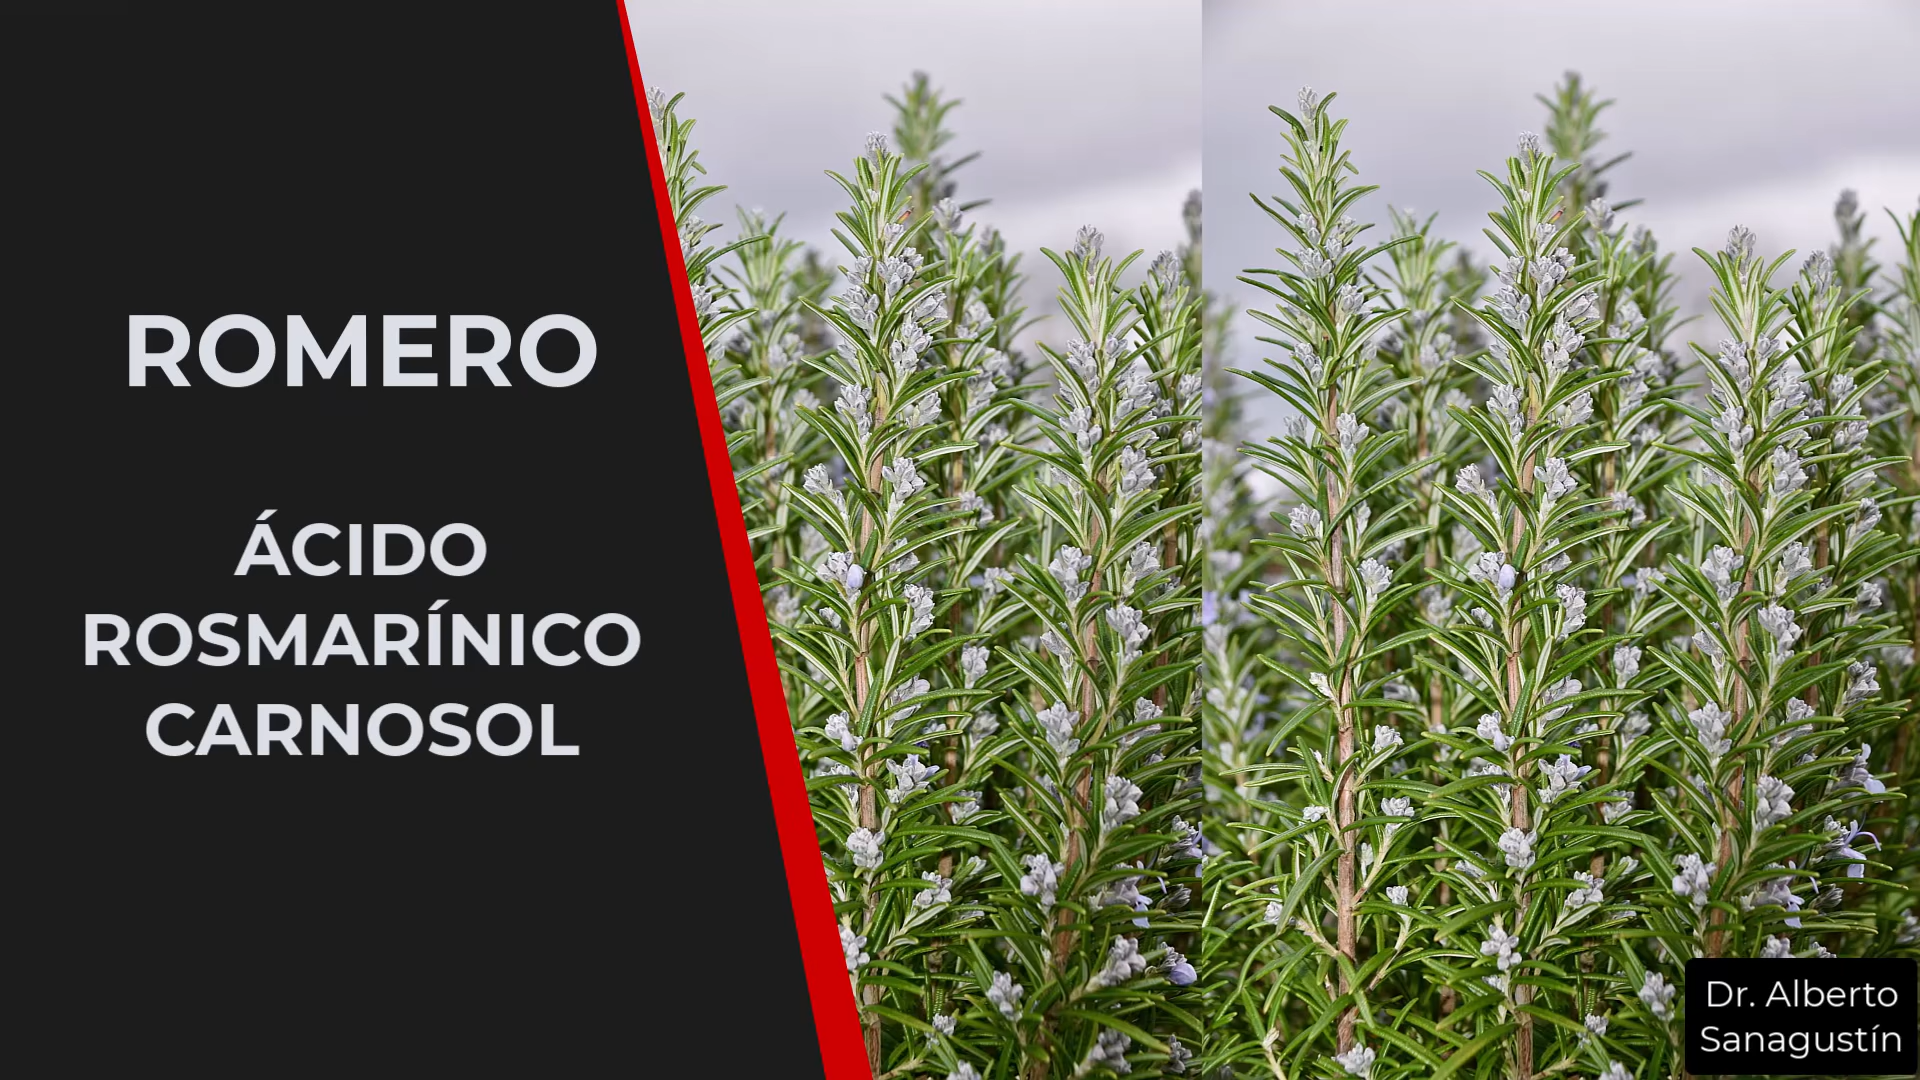 ROMERO
ÁCIDO
ROSMARÍNICO
CARNOSOL
Dr. Alberto
Sanagustín